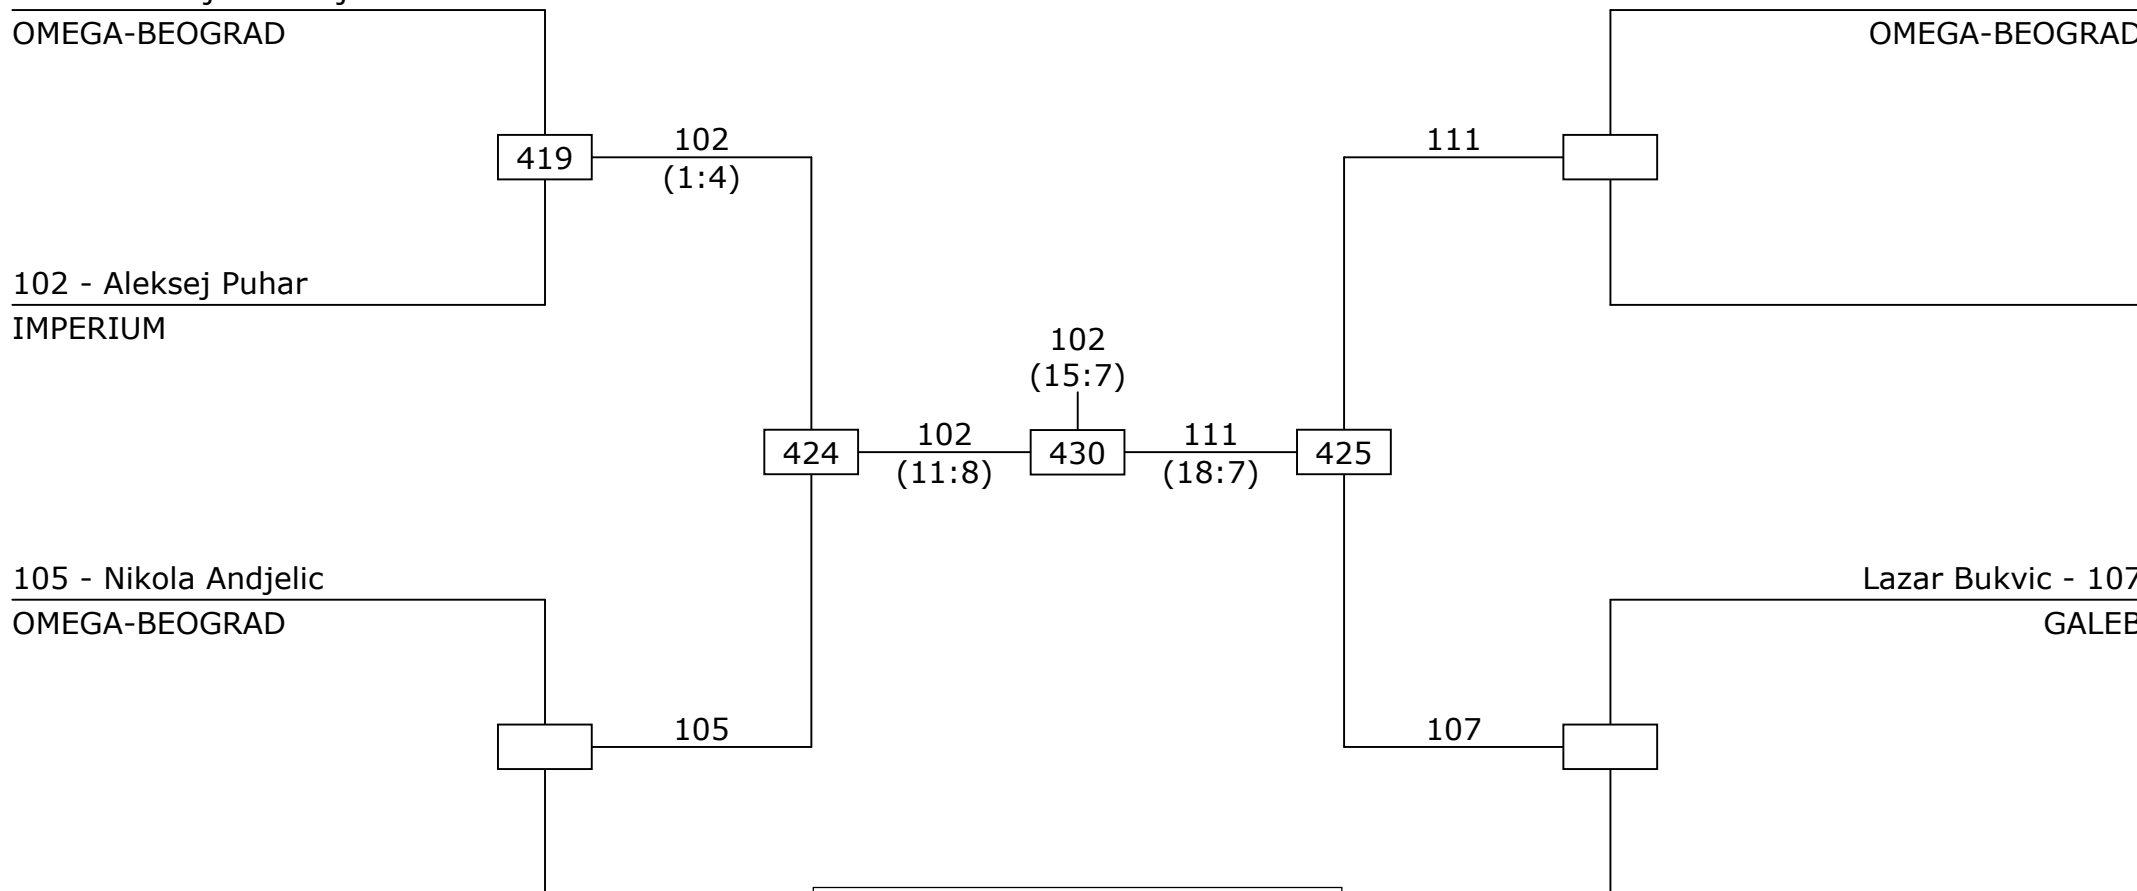 OMEGA-BEOGRAD
OMEGA-BEOGRAD
419
102
(1:4)
111
102 - Aleksej Puhar
IMPERIUM
102
(15:7)
424
102
(11:8)
430
111
(18:7)
425
105 - Nikola Andjelic
OMEGA-BEOGRAD
Lazar Bukvic - 107
GALEB
105
107